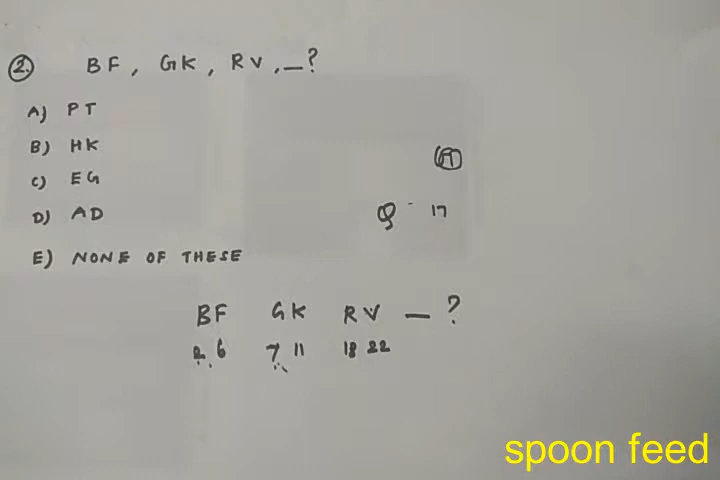 2. BF, GK, RV, _?
A) PT
B) HK
C) EG
D) AD
E) NONE OF THESE
17
BF GK RV _ ?
2, 6 7 11 18 22
spoon feed